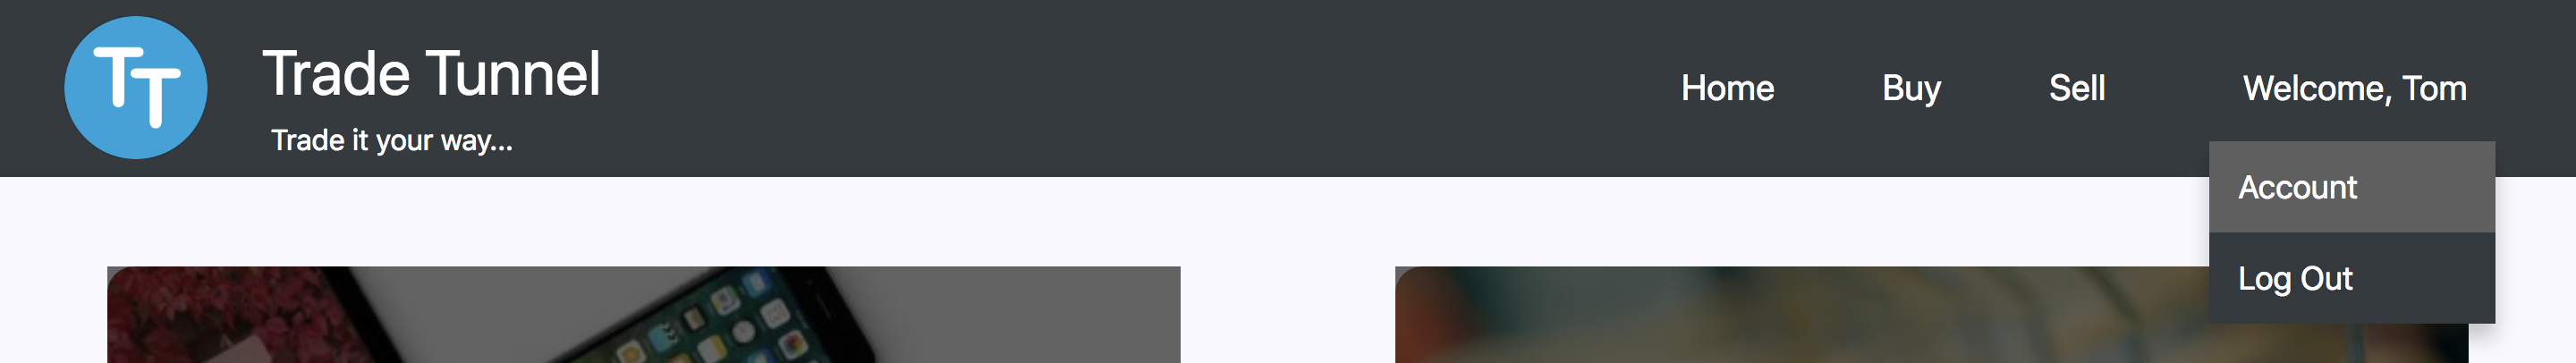 TT
Trade Tunnel
Trade it your way...
Home
Buy
Sell
Welcome, Tom
Account
Log Out